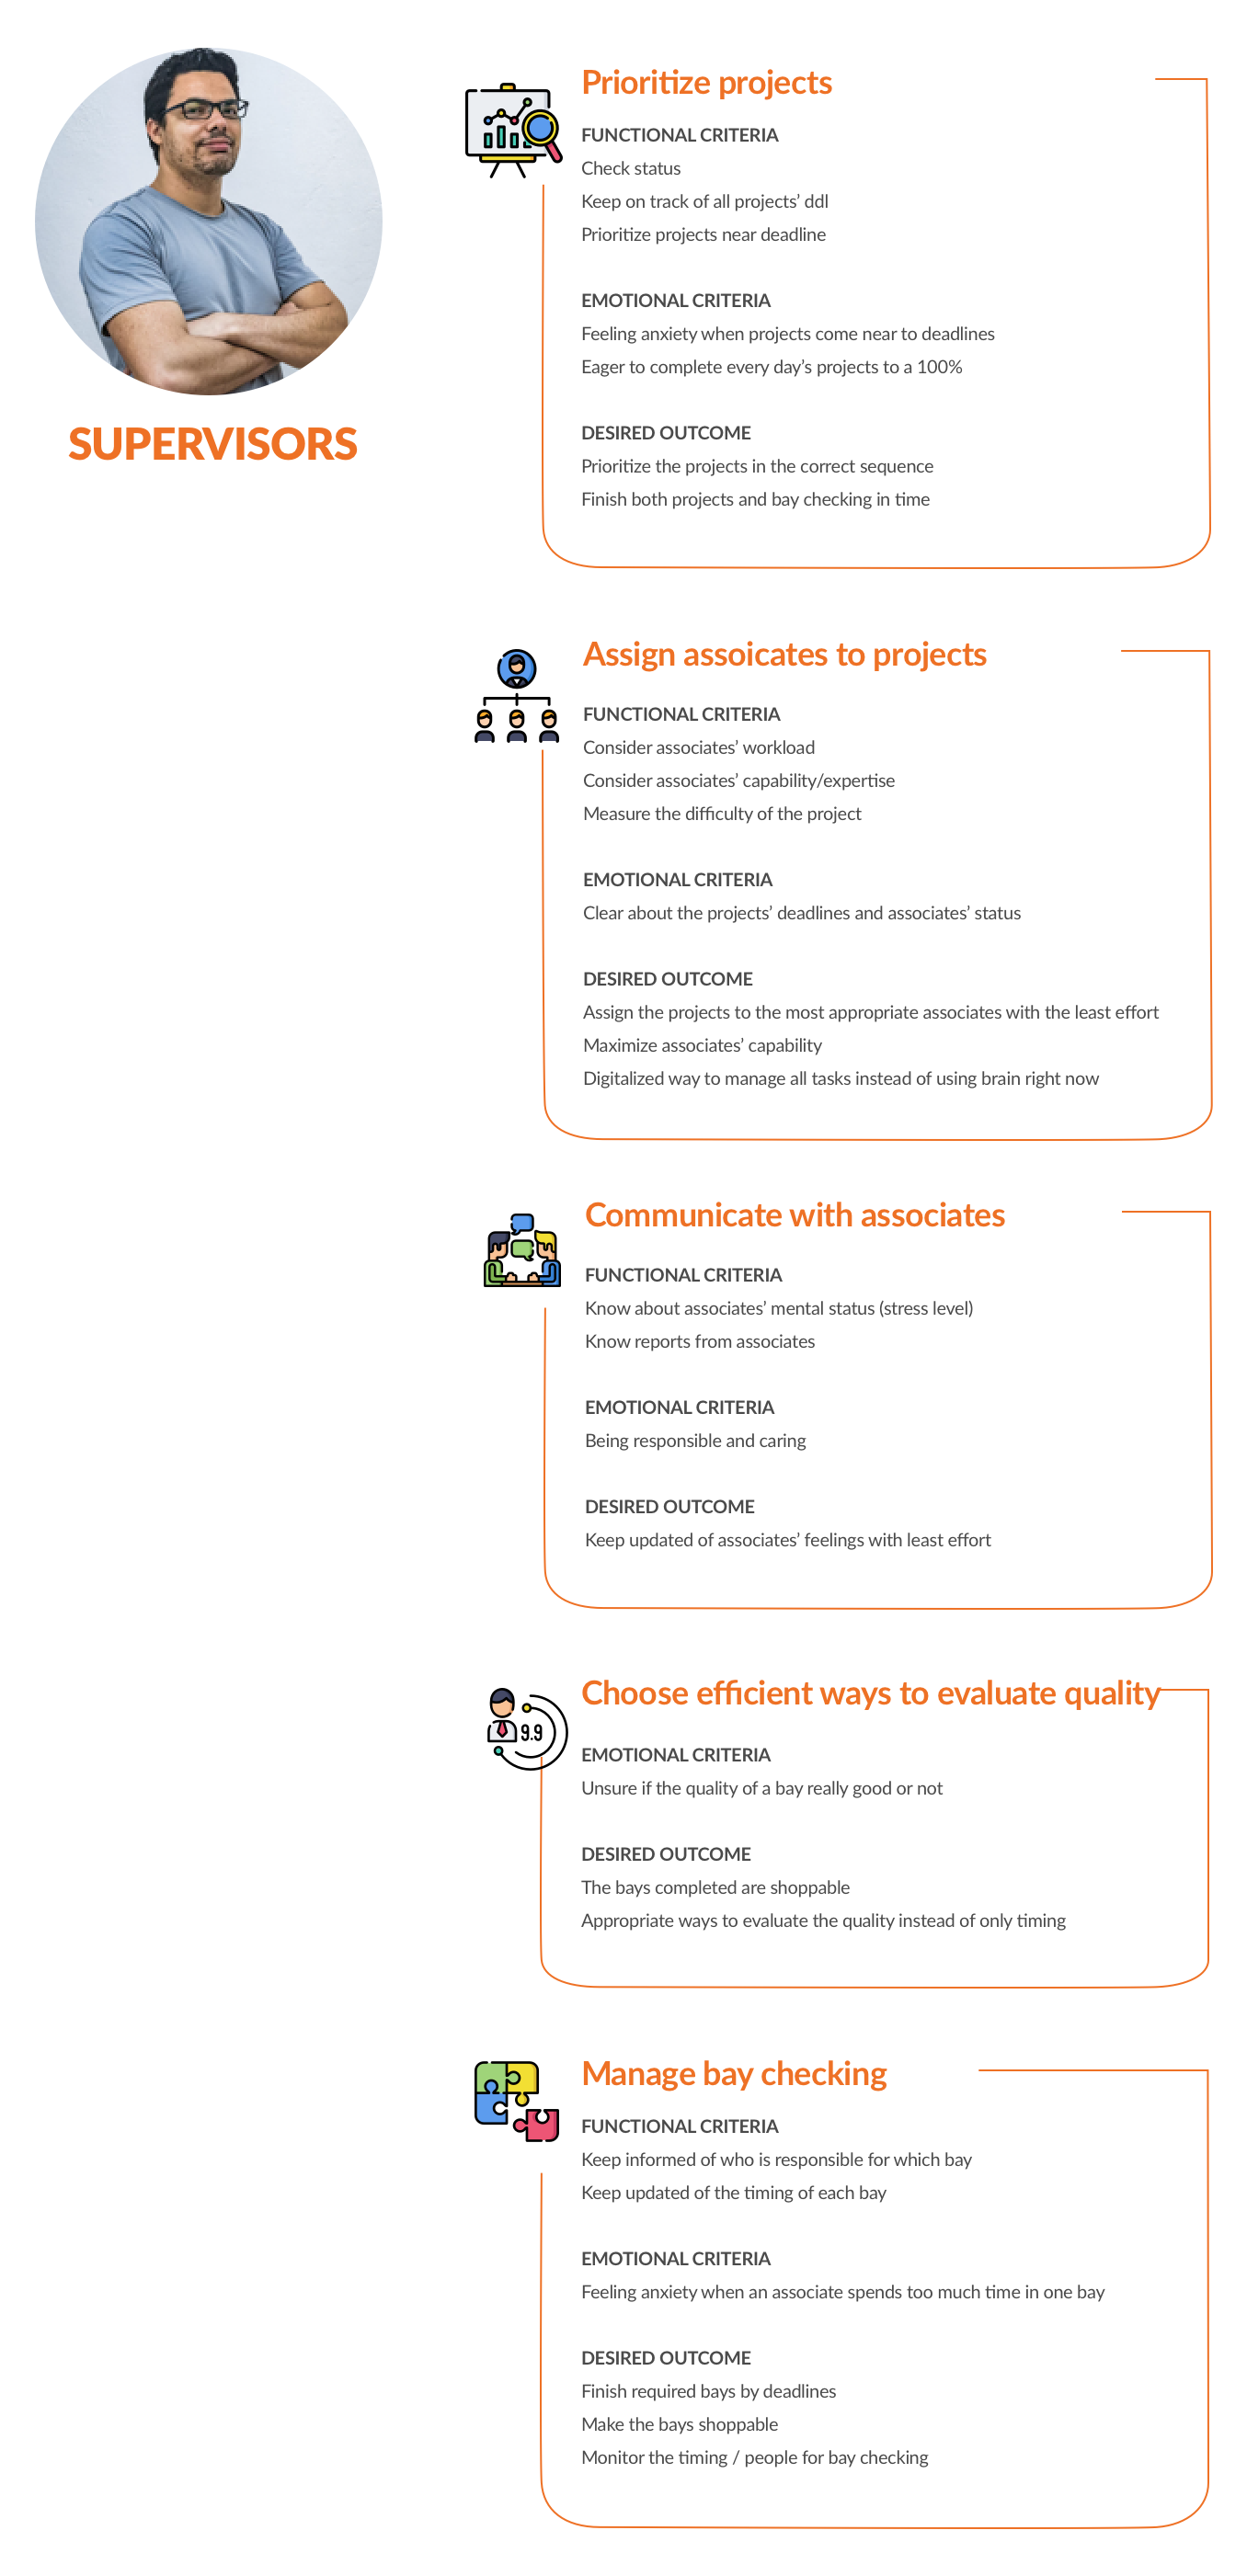 SUPERVISORS
Prioritize projects
FUNCTIONAL CRITERIA
Check status
Keep on track of all projects’ ddl
Prioritize projects near deadline
EMOTIONAL CRITERIA
Feeling anxiety when projects come near to deadlines
Eager to complete every day’s projects to a 100%
DESIRED OUTCOME
Prioritize the projects in the correct sequence
Finish both projects and bay checking in time
Assign assoicates to projects
FUNCTIONAL CRITERIA
Consider associates’ workload
Consider associates’ capability/expertise
Measure the difficulty of the project
EMOTIONAL CRITERIA
Clear about the projects’ deadlines and associates’ status
DESIRED OUTCOME
Assign the projects to the most appropriate associates with the least effort
Maximize associates’ capability
Digitalized way to manage all tasks instead of using brain right now
Communicate with associates
FUNCTIONAL CRITERIA
Know about associates’ mental status (stress level)
Know reports from associates
EMOTIONAL CRITERIA
Being responsible and caring
DESIRED OUTCOME
Keep updated of associates’ feelings with least effort
Choose efficient ways to evaluate quality
9.9
EMOTIONAL CRITERIA
Unsure if the quality of a bay really good or not
DESIRED OUTCOME
The bays completed are shoppable
Appropriate ways to evaluate the quality instead of only timing
Manage bay checking
FUNCTIONAL CRITERIA
Keep informed of who is responsible for which bay
Keep updated of the timing of each bay
EMOTIONAL CRITERIA
Feeling anxiety when an associate spends too much time in one bay
DESIRED OUTCOME
Finish required bays by deadlines
Make the bays shoppable
Monitor the timing / people for bay checking